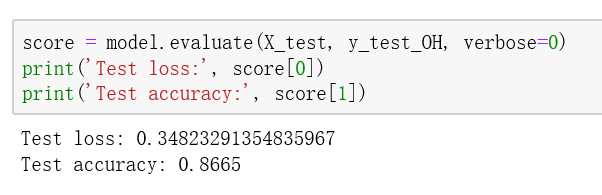 score = model.evaluate(X_test, y_test_OH, verbose=0)
print('Test loss:', score[0])
print('Test accuracy:', score[1])
Test loss: 0.34823291354835967
Test accuracy: 0.8665